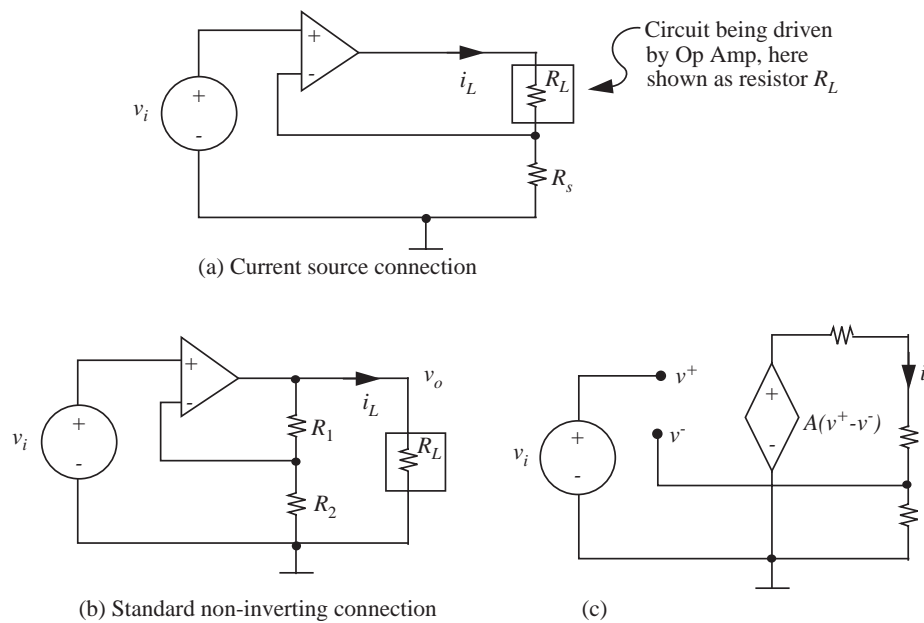 +
-
v_i
+
-
i_L
R_L
R_s
Circuit being driven
by Op Amp, here
shown as resistor R_L
(a) Current source connection
+
-
v_i
+
-
i_L
v_o
R_1
R_2
R_L
(b) Standard non-inverting connection
v^+
v^-
+
-
v_i
+
-
A(v^+-v^-)
(c)